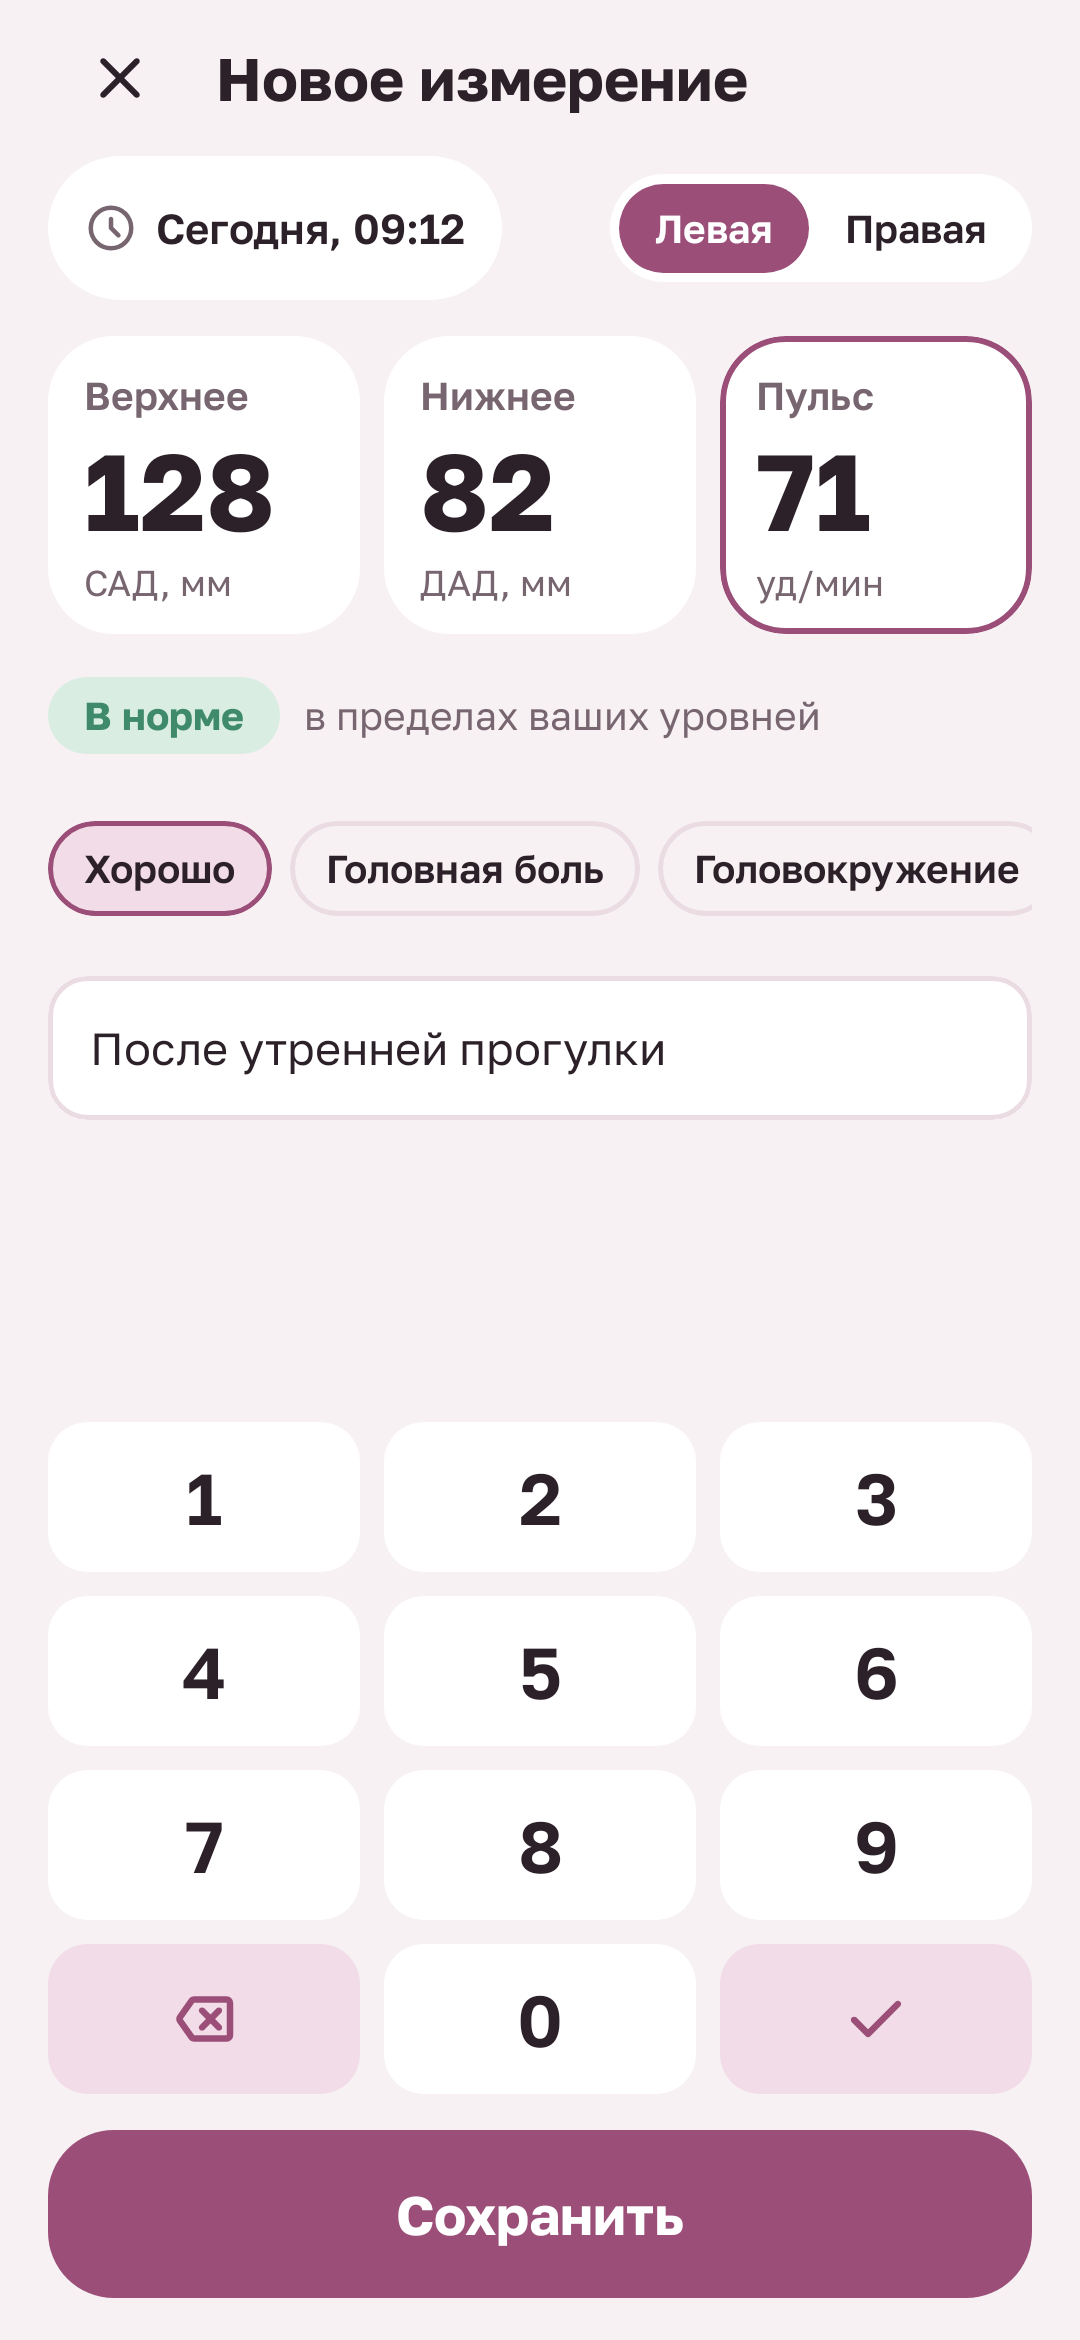 Новое измерение
Сегодня, 09:12
Левая Правая
Верхнее Нижнее Пульс
128 82 71
САД, мм ДАД, мм уд/мин
В норме в пределах ваших уровней
Хорошо Головная боль Головокружение
После утренней прогулки
1 2 3
4 5 6
7 8 9
0
Сохранить